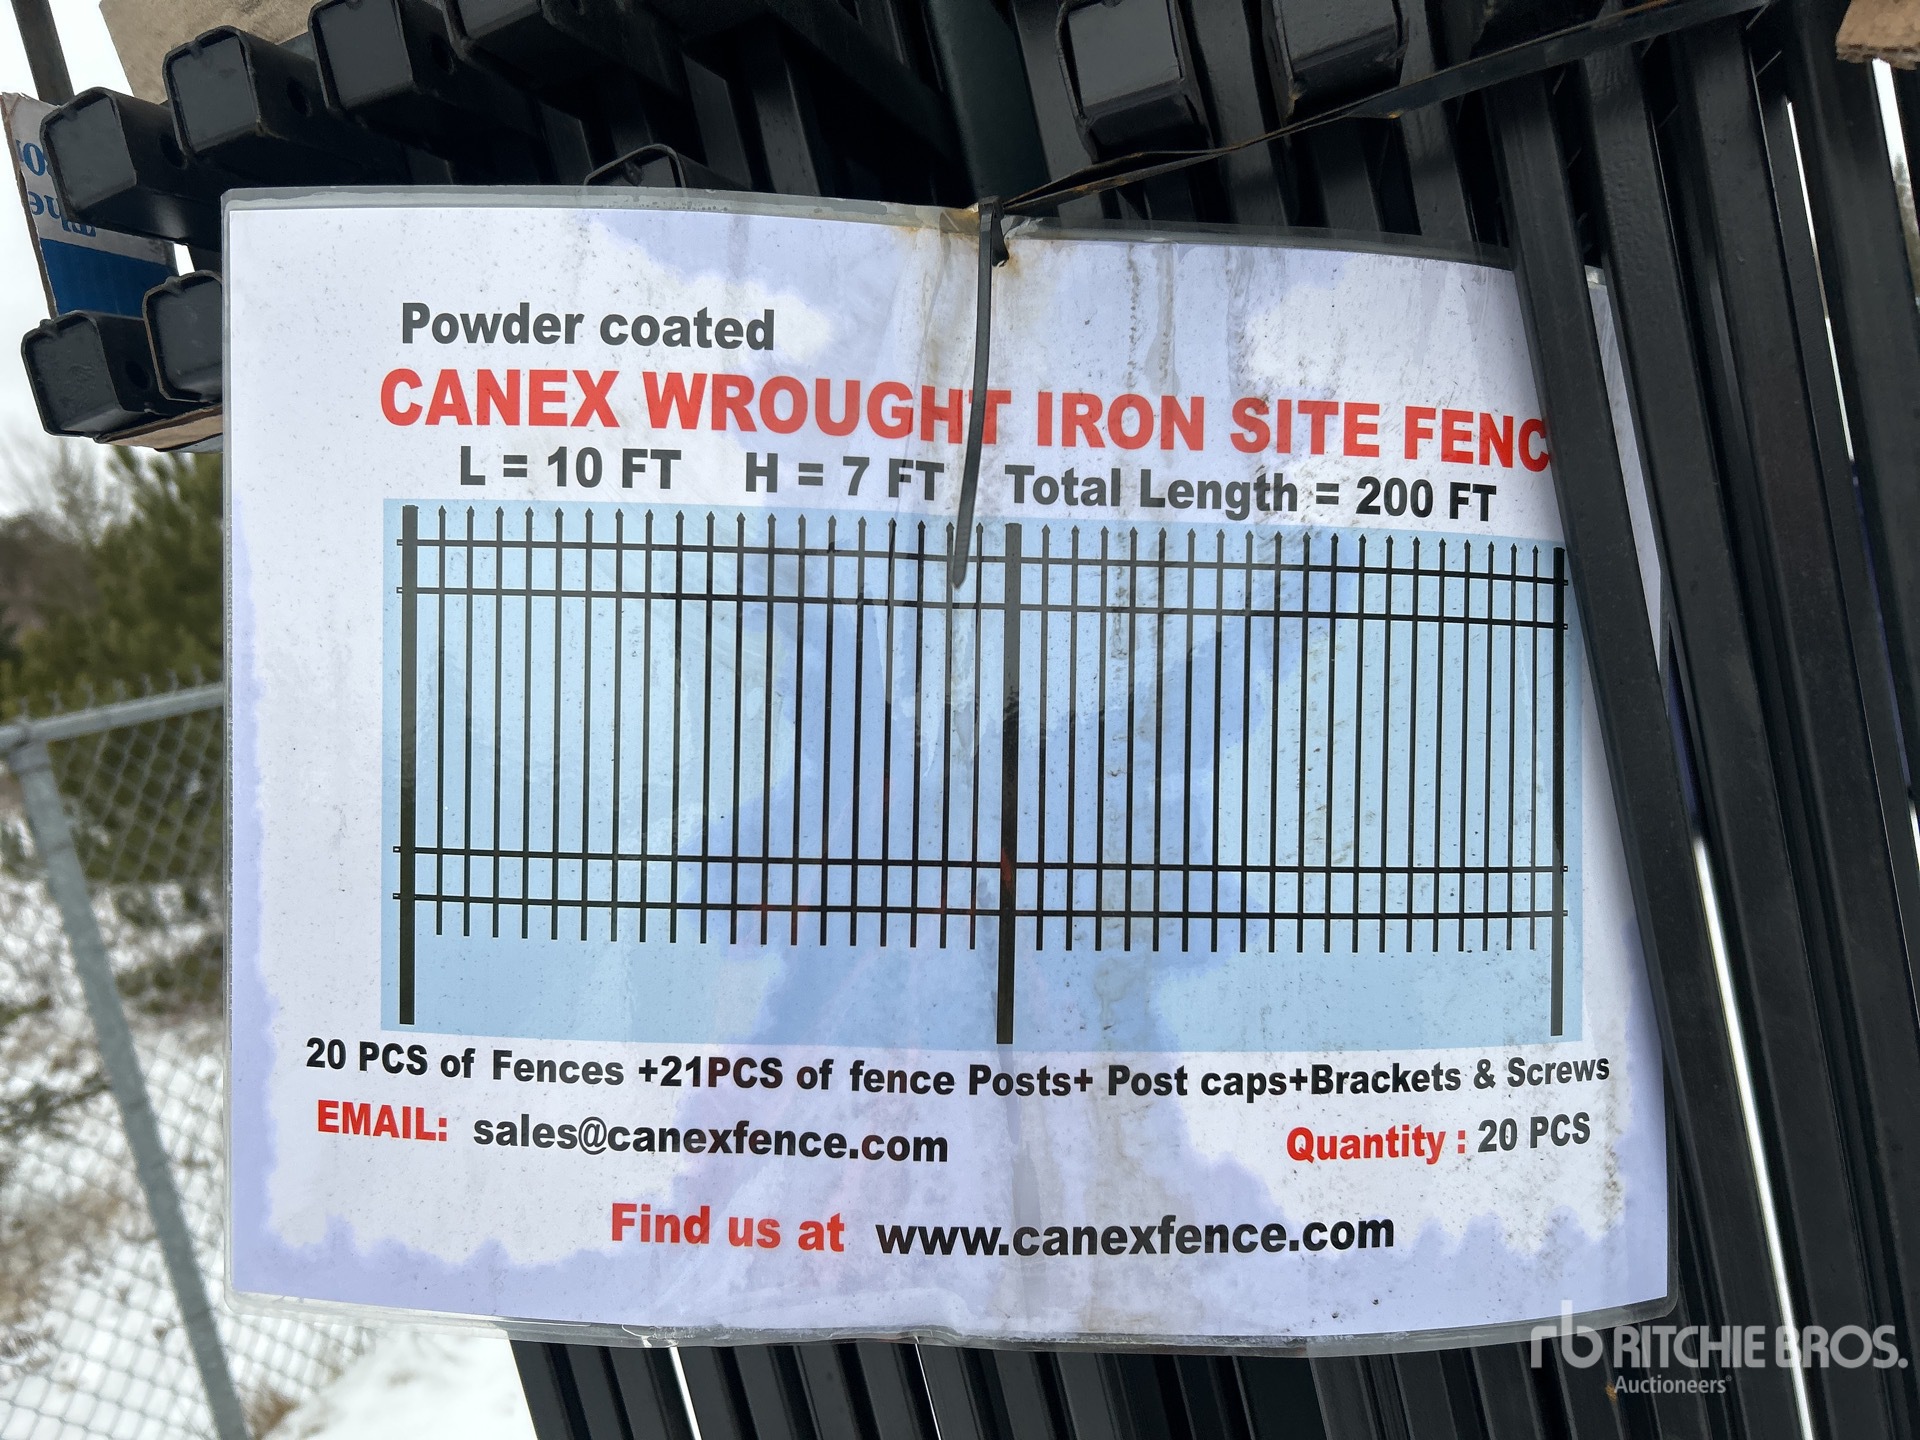 Powder coated
CANEX WROUGHT IRON SITE FENC
L = 10 FT H = 7 FT Total Length = 200 FT
20 PCS of Fences +21PCS of fence Posts+ Post caps+Brackets & Screws
EMAIL: sales@canexfence.com
Quantity : 20 PCS
Find us at www.canexfence.com
rb RITCHIE BROS.
Auctioneers